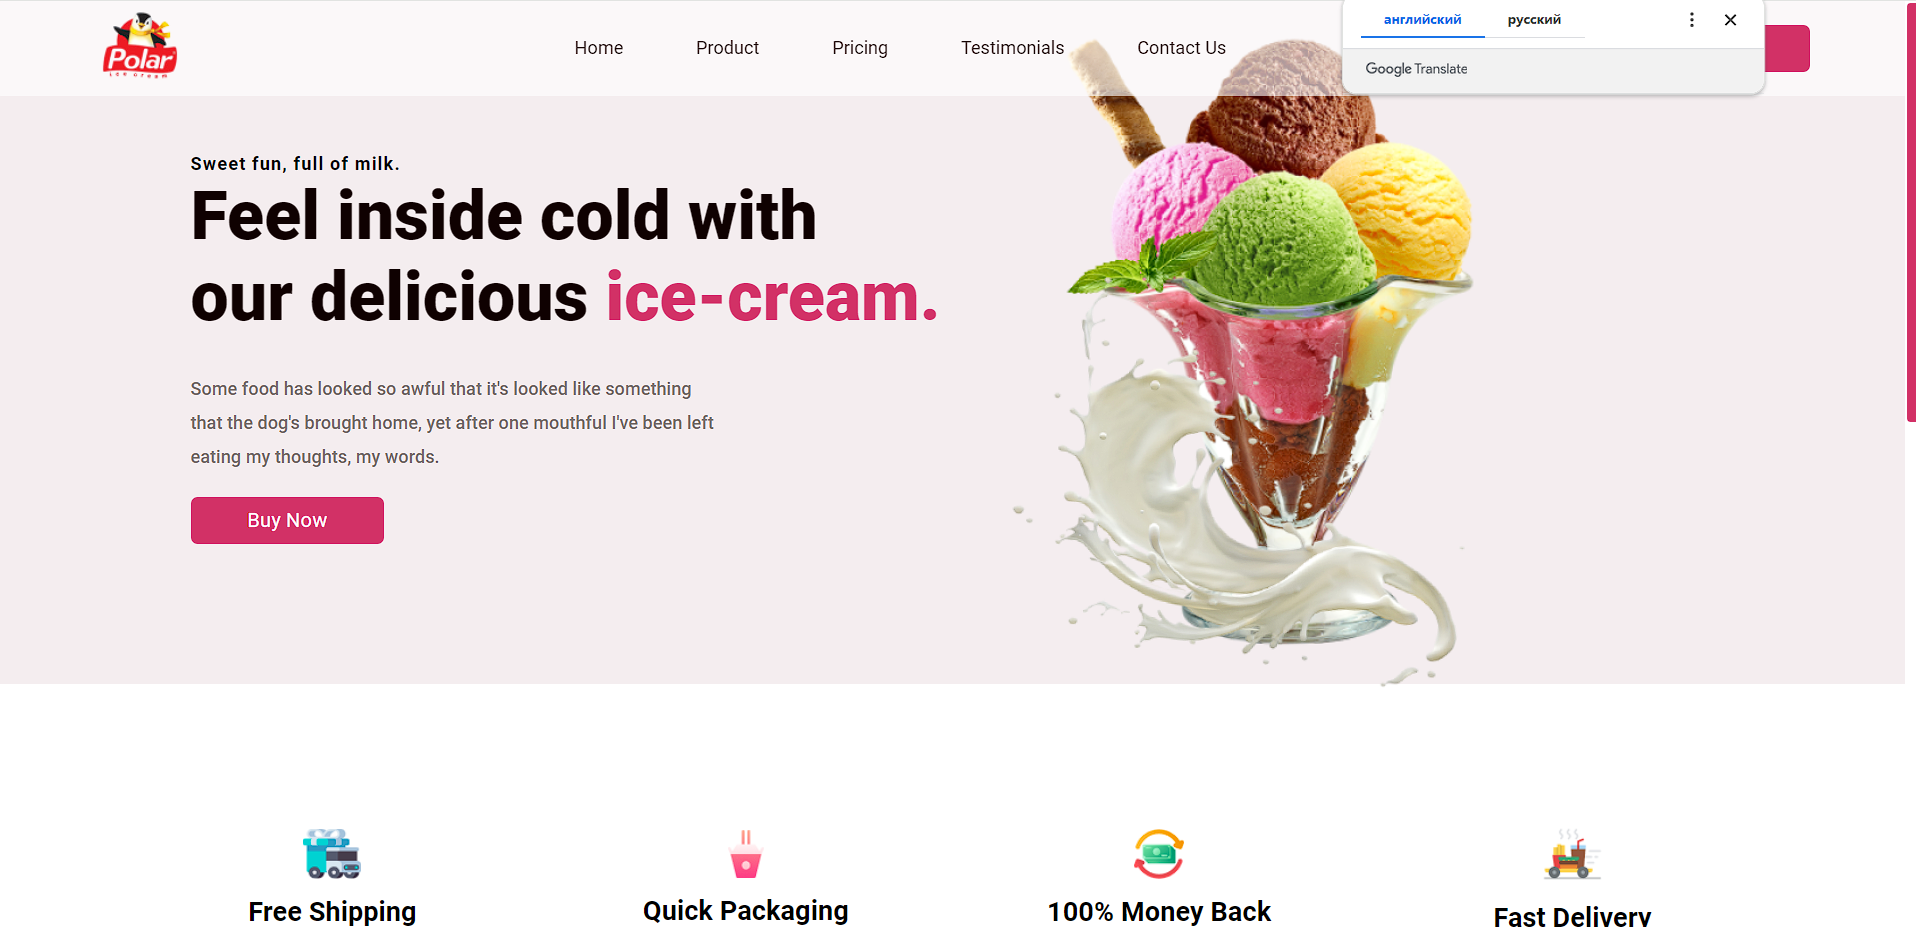 Polar
ice cream
Home
Product
Pricing
Testimonials
Contact Us
английский
русский
Google Translate
Sweet fun, full of milk.
Feel inside cold with
our delicious ice-cream.
Some food has looked so awful that it's looked like something
that the dog's brought home, yet after one mouthful I've been left
eating my thoughts, my words.
Buy Now
Free Shipping
Quick Packaging
100% Money Back
Fast Delivery